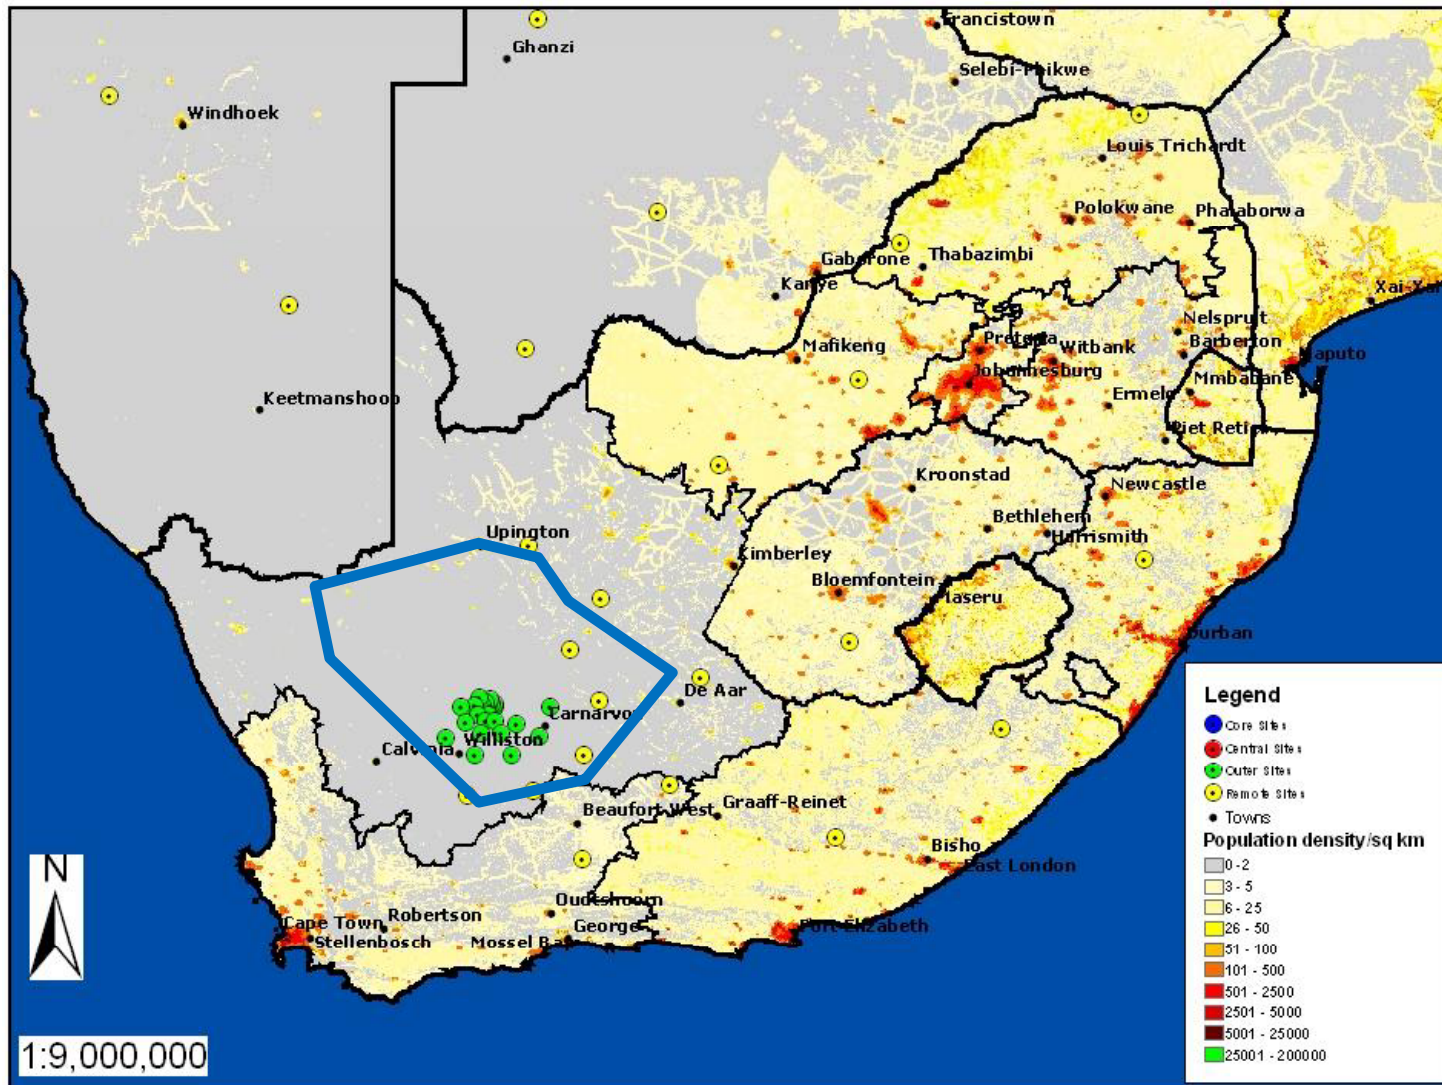 Francistown
Ghanzi
Selebi-Phikwe
Windhoek
Louis Trichardt
Polokwane
Phalaborwa
Gaborone
Thabazimbi
Kanye
Xai-Xai
Nelspruit
Mafikeng
Pretoria
Witbank
Barberton
Maputo
Johannesburg
Mmbabane
Keetmanshoop
Ermelo
Piet Retief
Kroonstad
Newcastle
Upington
Bethlehem
Harrismith
Kimberley
Bloemfontein
Maseru
Durban
De Aar
Carnarvon
Williston
Calvinia
Beaufort West
Graaff-Reinet
Bisho
East London
Oudtshoorn
Cape Town
Robertson
George
Port Elizabeth
Stellenbosch
Mossel Bay
N
1:9,000,000
Legend
Core Sites
Central Sites
Outer Sites
Remote Sites
Towns
Population density/sq km
0 - 2
3 - 5
6 - 25
26 - 50
51 - 100
101 - 500
501 - 2500
2501 - 5000
5001 - 25000
25001 - 200000